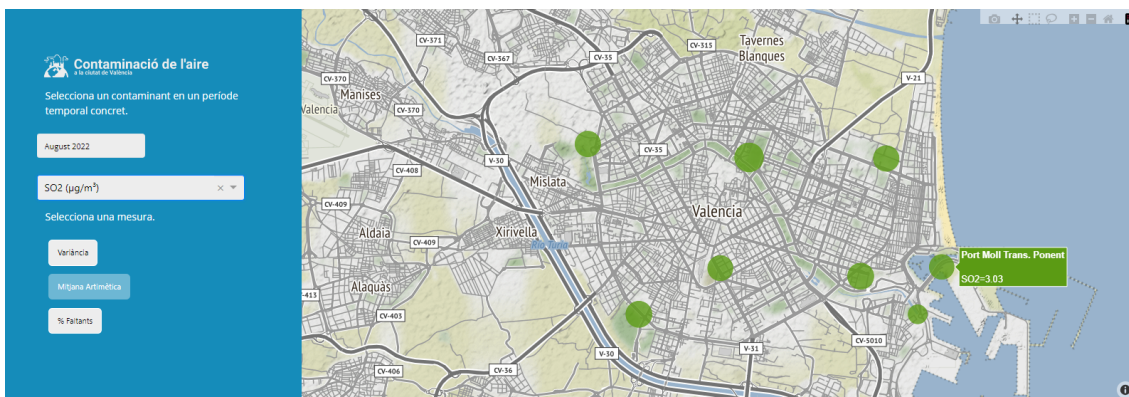 Contaminació de l'aire
a la ciutat de València
Selecciona un contaminant en un període
temporal concret.
August 2022
SO2 (µg/m³)
Selecciona una mesura.
Variància
Mitjana Aritmètica
% Faltants
CV-371
CV-367
CV-35
CV-315
Tavernes
Blanques
V-21
CV-370
Manises
Valencia
CV-370
CV-35
V-30
CV-408
Mislata
CV-409
Valencia
Aldaia
CV-409
Xirivella
Río Turia
Port Moll Trans. Ponent
SO2=3.03
Alaquàs
CV-413
CV-403
V-30
V-31
CV-5010
CV-406
CV-36